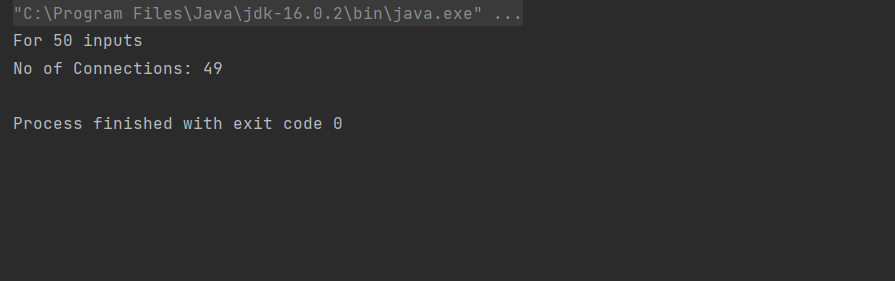 "C:\Program Files\Java\jdk-16.0.2\bin\java.exe" ...
For 50 inputs
No of Connections: 49
Process finished with exit code 0